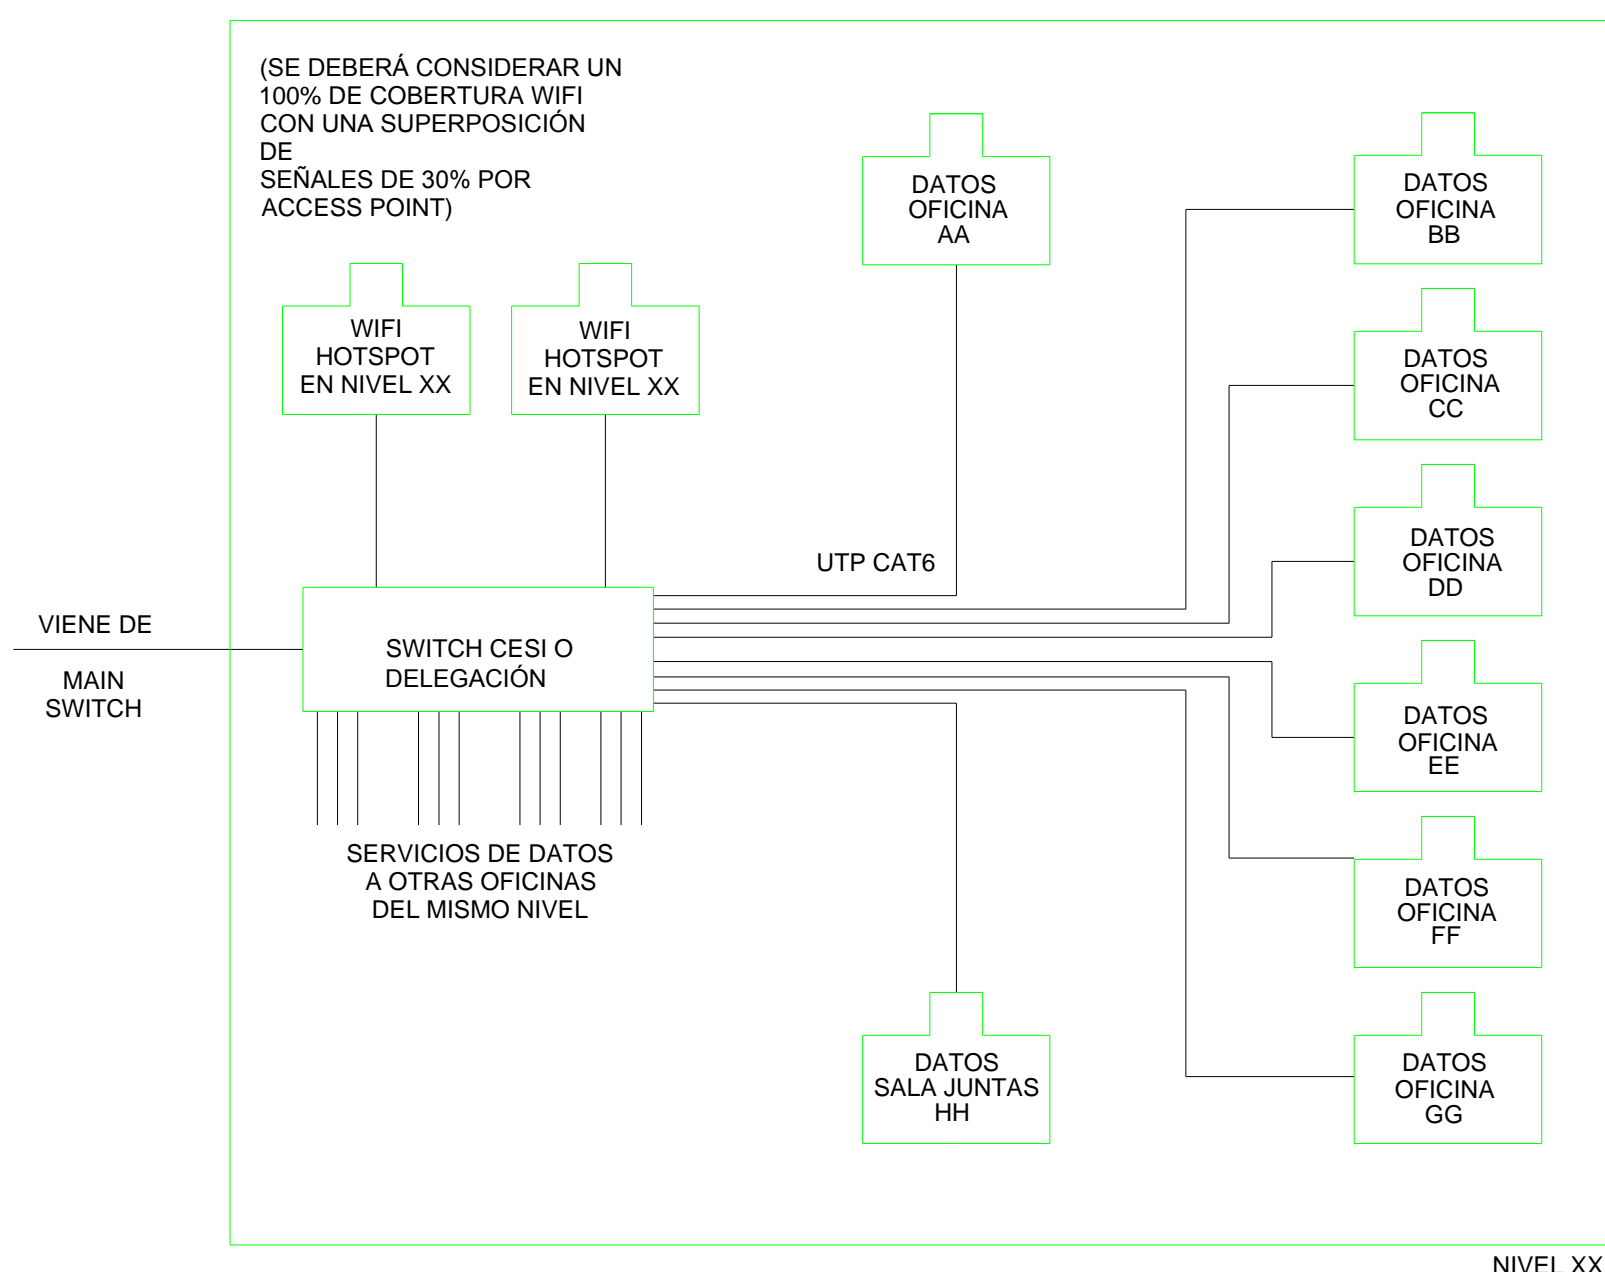 (SE DEBERÁ CONSIDERAR UN
100% DE COBERTURA WIFI
CON UNA SUPERPOSICIÓN
DE
SEÑALES DE 30% POR
ACCESS POINT)
WIFI
HOTSPOT
EN NIVEL XX
WIFI
HOTSPOT
EN NIVEL XX
DATOS
OFICINA
AA
DATOS
OFICINA
BB
DATOS
OFICINA
CC
DATOS
OFICINA
DD
DATOS
OFICINA
EE
DATOS
OFICINA
FF
DATOS
OFICINA
GG
UTP CAT6
VIENE DE
MAIN
SWITCH
SWITCH CESI O
DELEGACIÓN
SERVICIOS DE DATOS
A OTRAS OFICINAS
DEL MISMO NIVEL
DATOS
SALA JUNTAS
HH
NIVEL XX